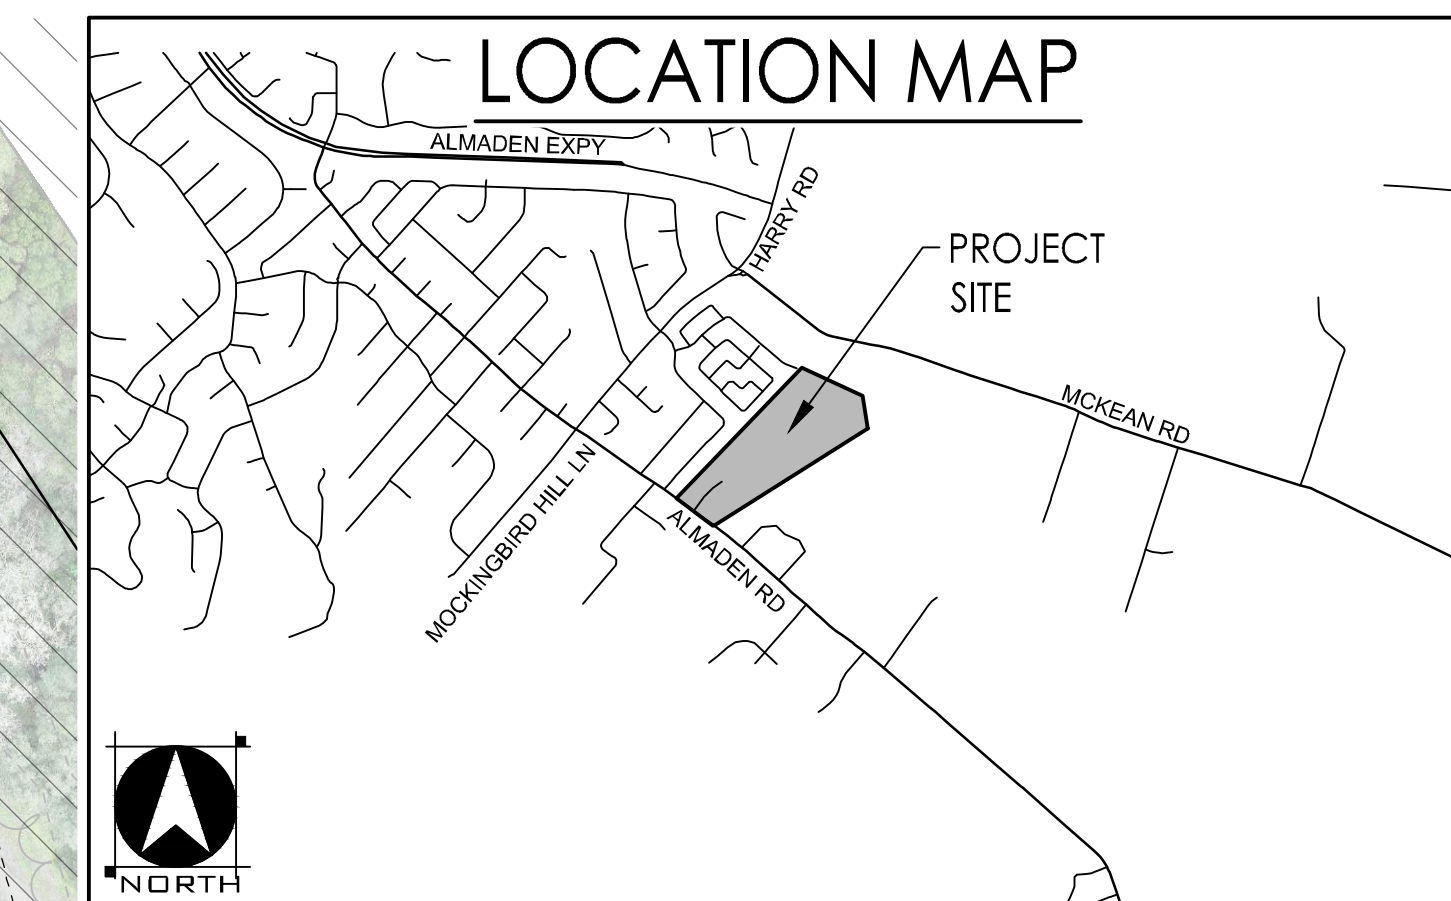 LOCATION MAP
ALMADEN EXPY
HARRY RD
PROJECT
SITE
MCKEAN RD
MOCKINGBIRD HILL LN
ALMADEN RD
NORTH